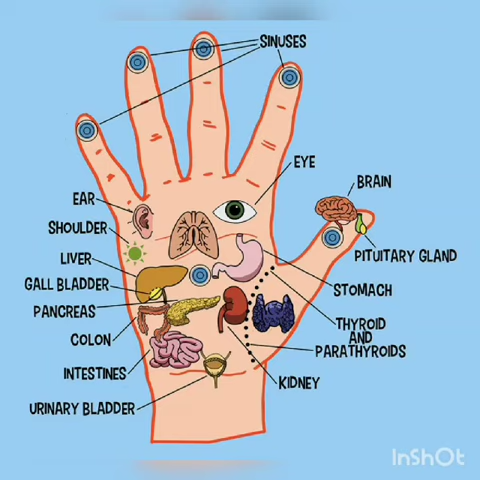 SINUSES
EYE
BRAIN
EAR
SHOULDER
PITUITARY GLAND
LIVER
GALL BLADDER
STOMACH
PANCREAS
THYROID
AND
PARATHYROIDS
COLON
INTESTINES
KIDNEY
URINARY BLADDER
InShOt